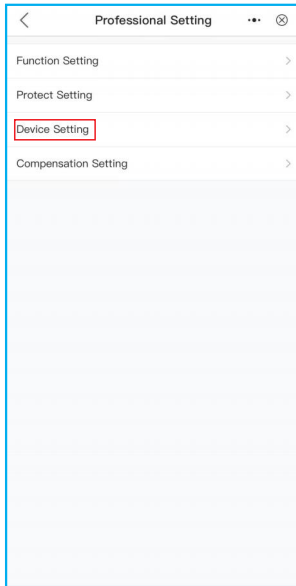 Professional Setting
Function Setting
Protect Setting
Device Setting
Compensation Setting